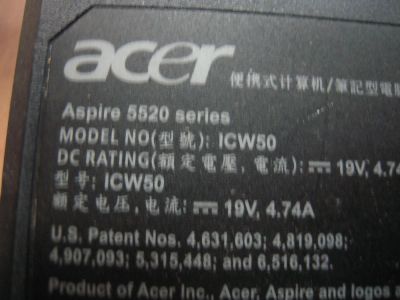 acer 便携式计算机/筆記型電腦
Aspire 5520 series
MODEL NO(型號): ICW50
DC RATING(額定電壓, 電流): ⎓ 19V, 4.74
型号: ICW50
额定电压, 电流: ⎓ 19V, 4.74A
U.S. Patent Nos. 4,631,603; 4,819,098;
4,907,093; 5,315,448; and 6,516,132.
Product of Acer Inc., Acer, Aspire and logos a